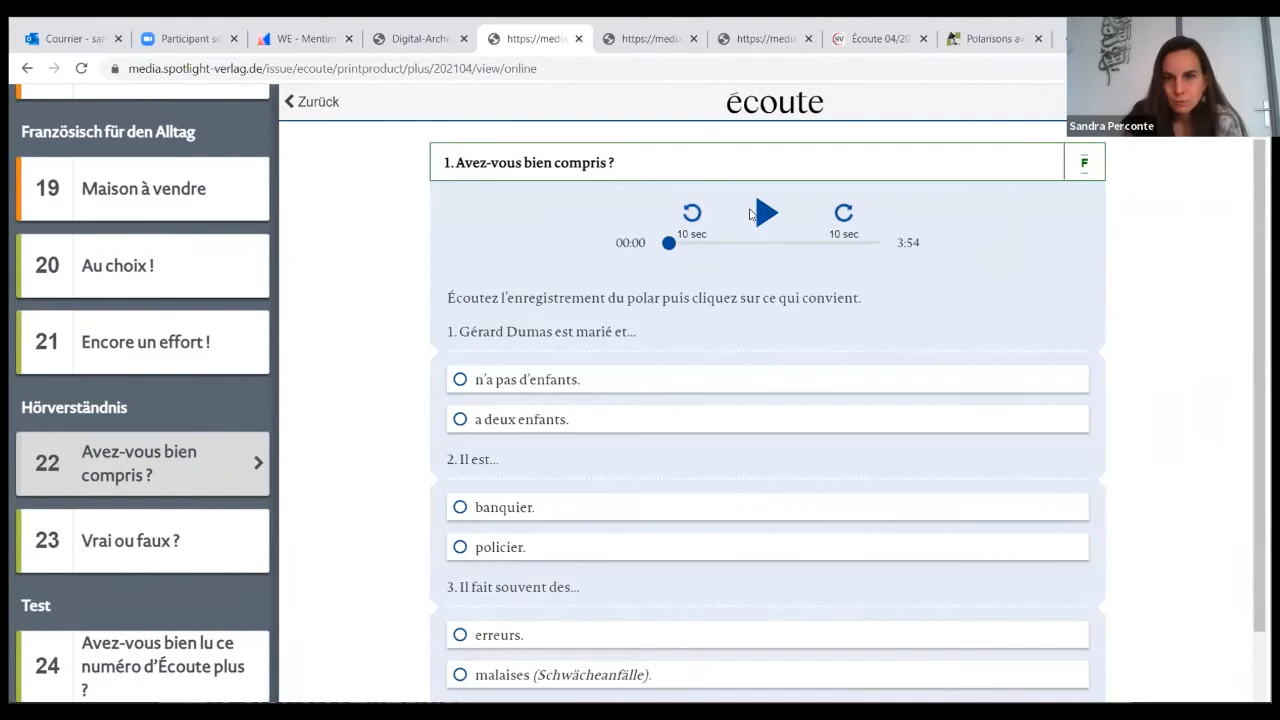 Courrier - san
Participant sc
WE - Mentim
Digital-Archi
https://media
https://media
https://media
Écoute 04/20
Polarisons av
media.spotlight-verlag.de/issue/ecoute/printproduct/plus/202104/view/online
Sandra Perconte
Zurück
écoute
Französisch für den Alltag
19 Maison à vendre
20 Au choix !
21 Encore un effort !
Hörverständnis
22 Avez-vous bien
compris ?
23 Vrai ou faux ?
Test
24 Avez-vous bien lu ce
numéro d'Écoute plus
?
1. Avez-vous bien compris ?
F
10 sec
10 sec
00:00
3:54
Écoutez l'enregistrement du polar puis cliquez sur ce qui convient.
1. Gérard Dumas est marié et...
n'a pas d'enfants.
a deux enfants.
2. Il est...
banquier.
policier.
3. Il fait souvent des...
erreurs.
malaises (Schwächeanfälle).